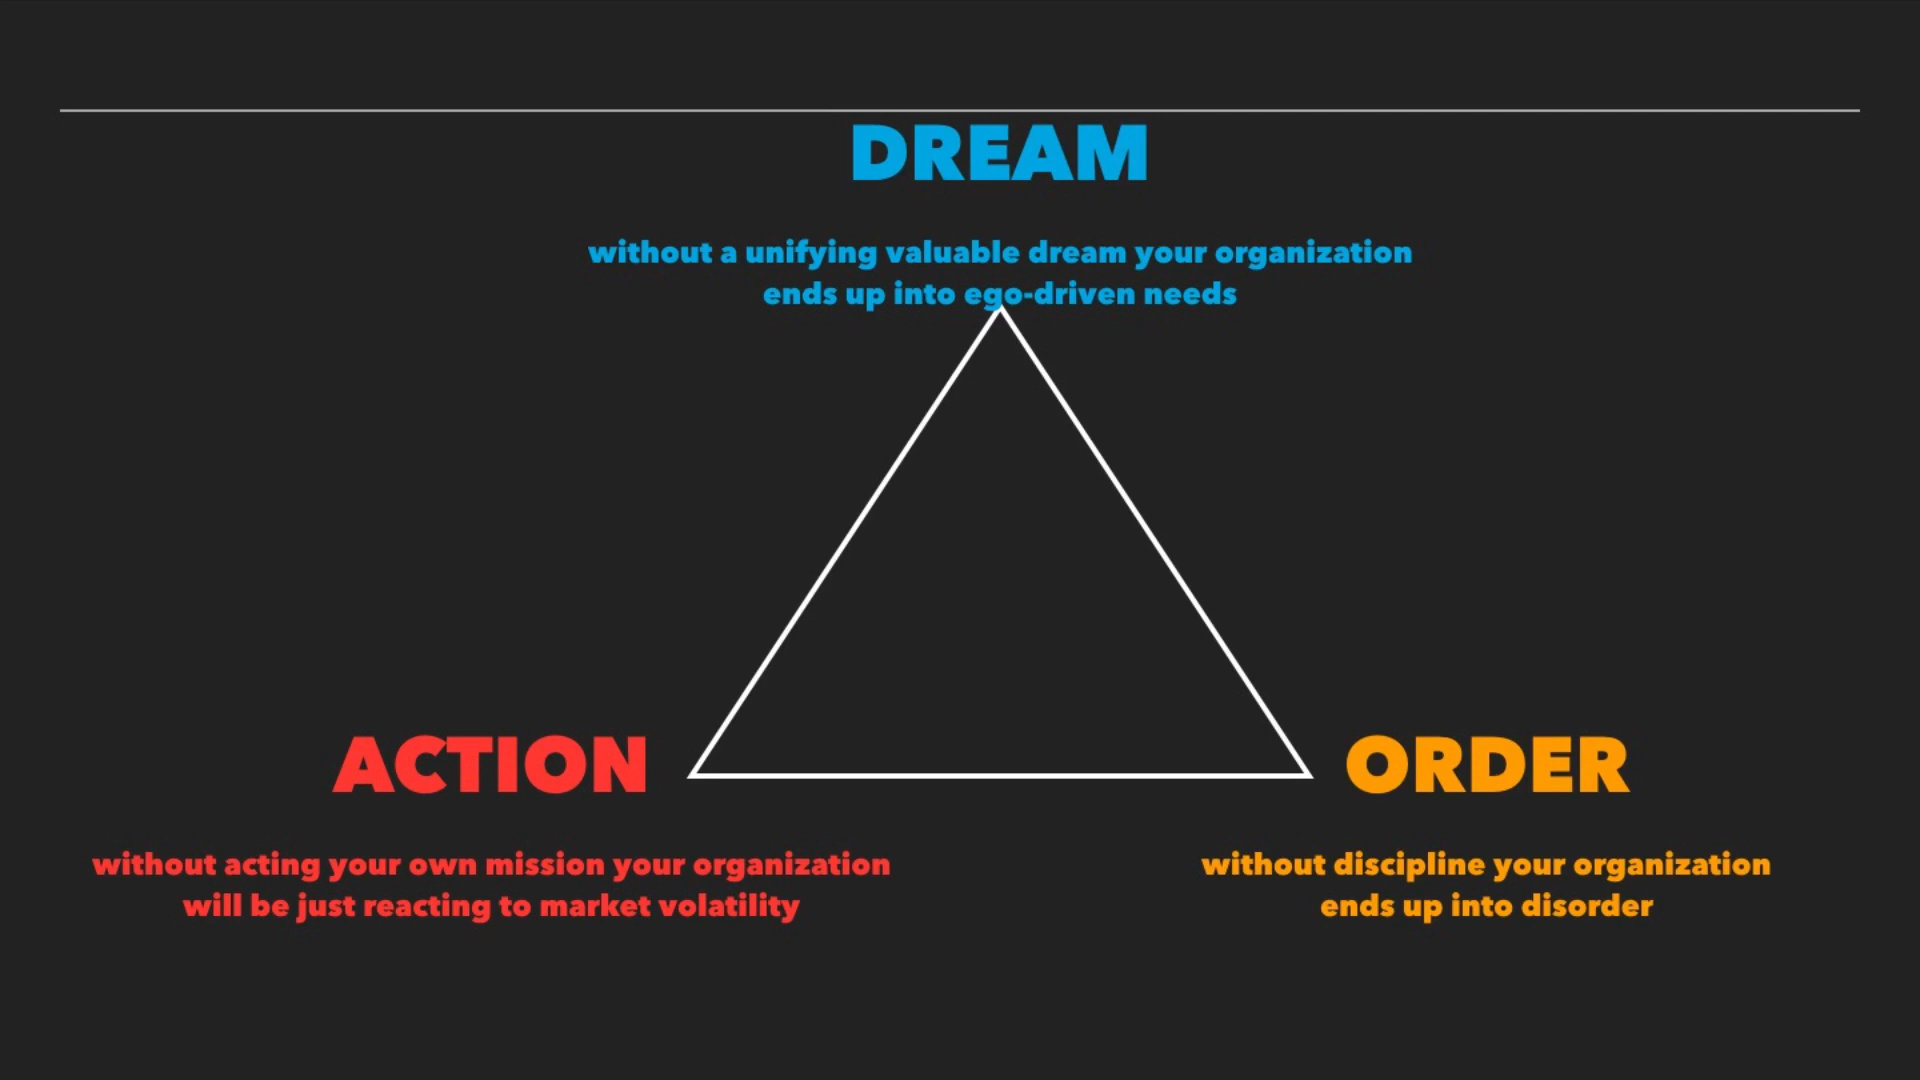 DREAM
without a unifying valuable dream your organization
ends up into ego-driven needs
ACTION
without acting your own mission your organization
will be just reacting to market volatility
ORDER
without discipline your organization
ends up into disorder